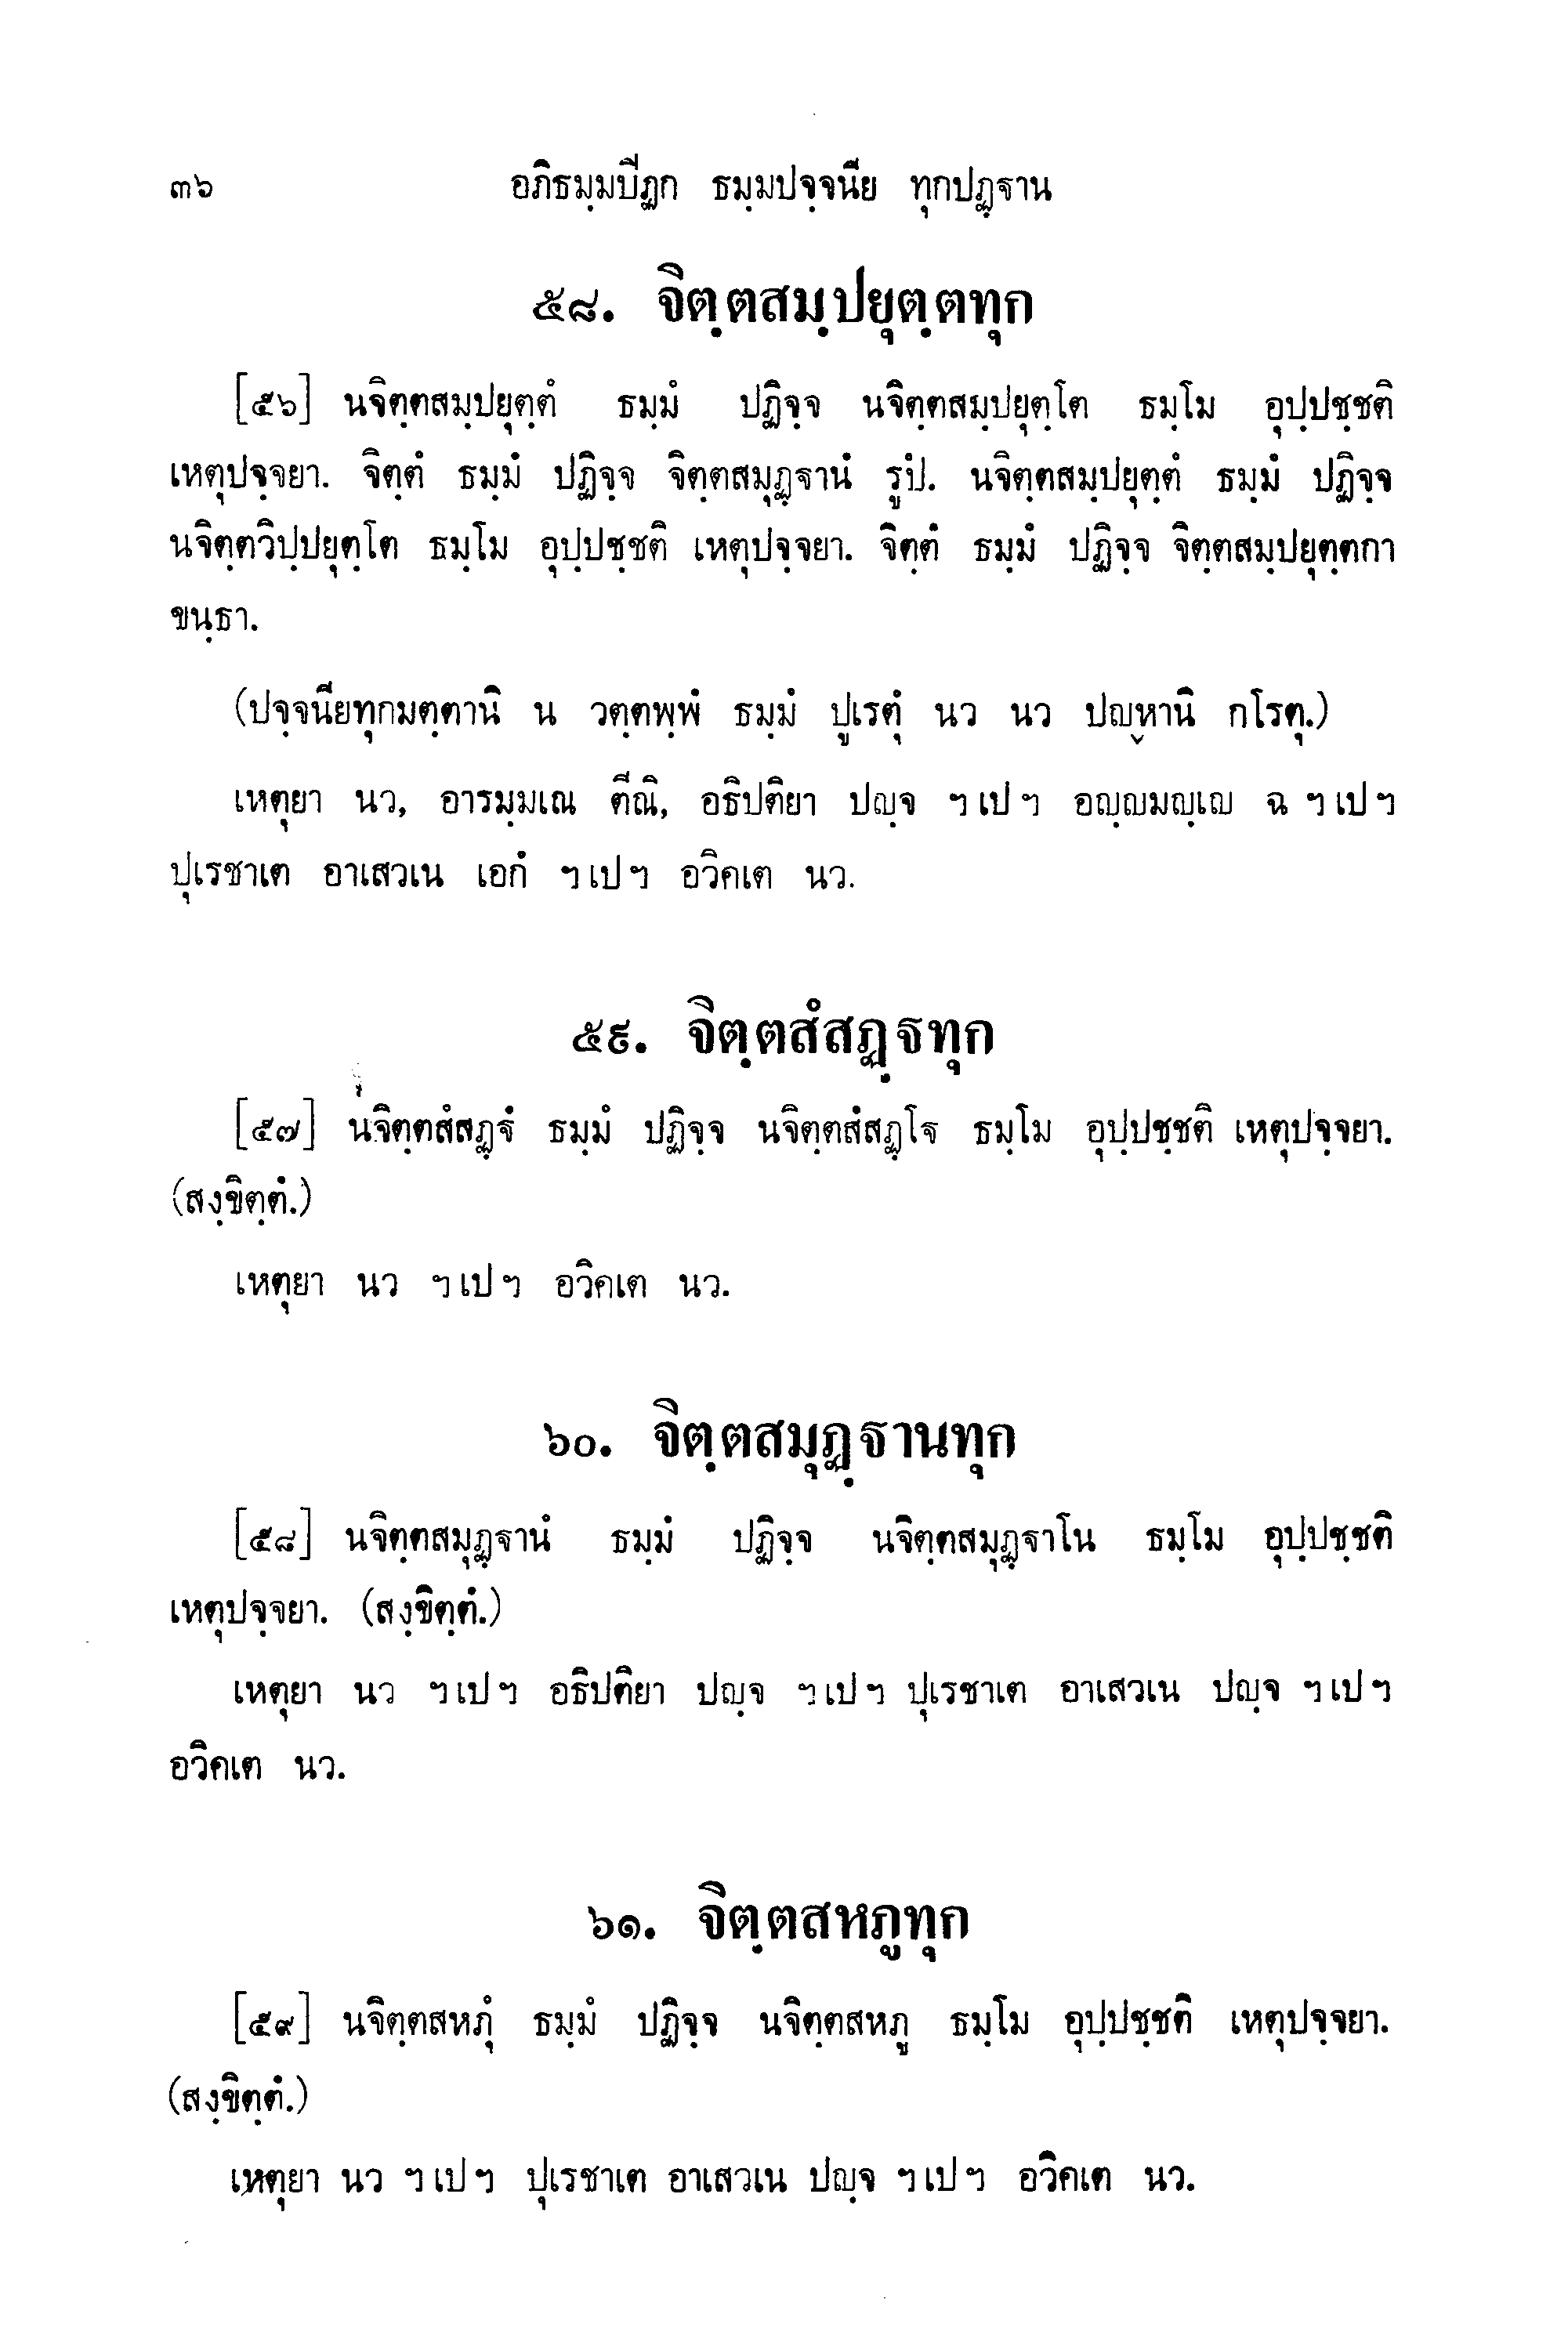 ๓๖ อภิธมฺมปีฏก ธมฺมปจฺจนีย ทุกปฏฺฐาน
๕๘. จิตฺตสมฺปยุตฺตทุก
[๕๖] นจิตฺตสมฺปยุตฺตํ ธมฺมํ ปฏิจฺจ นจิตฺตสมฺปยุตฺโต ธมฺโม อุปฺปชฺชติ
เหตุปจฺจยา. จิตฺตํ ธมฺมํ ปฏิจฺจ จิตฺตสมุฏฺฐานํ รูปํ. นจิตฺตสมฺปยุตฺตํ ธมฺมํ ปฏิจฺจ
นจิตฺตวิปฺปยุตฺโต ธมฺโม อุปฺปชฺชติ เหตุปจฺจยา. จิตฺตํ ธมฺมํ ปฏิจฺจ จิตฺตสมฺปยุตฺตกา
ขนฺธา.
(ปจฺจนียทุกมตฺตานิ น วตฺตพฺพํ ธมฺมํ ปูเรตุํ นว นว ปญฺหานิ กโรตุ.)
เหตุยา นว, อารมฺมเณ ตีณิ, อธิปติยา ปญฺจ ฯเปฯ อญฺญมญฺเญ ฉ ฯเปฯ
ปุเรชาเต อาเสวเน เอกํ ฯเปฯ อวิคเต นว.
๕๙. จิตฺตสํสฏฺฐทุก
[๕๗] นจิตฺตสํสฏฺฐํ ธมฺมํ ปฏิจฺจ นจิตฺตสํสฏฺโฐ ธมฺโม อุปฺปชฺชติ เหตุปจฺจยา.
(สงฺขิตฺตํ.)
เหตุยา นว ฯเปฯ อวิคเต นว.
๖๐. จิตฺตสมุฏฺฐานทุก
[๕๘] นจิตฺตสมุฏฺฐานํ ธมฺมํ ปฏิจฺจ นจิตฺตสมุฏฺฐาโน ธมฺโม อุปฺปชฺชติ
เหตุปจฺจยา. (สงฺขิตฺตํ.)
เหตุยา นว ฯเปฯ อธิปติยา ปญฺจ ฯเปฯ ปุเรชาเต อาเสวเน ปญฺจ ฯเปฯ
อวิคเต นว.
๖๑. จิตฺตสหภูทุก
[๕๙] นจิตฺตสหภุํ ธมฺมํ ปฏิจฺจ นจิตฺตสหภู ธมฺโม อุปฺปชฺชติ เหตุปจฺจยา.
(สงฺขิตฺตํ.)
เหตุยา นว ฯเปฯ ปุเรชาเต อาเสวเน ปญฺจ ฯเปฯ อวิคเต นว.